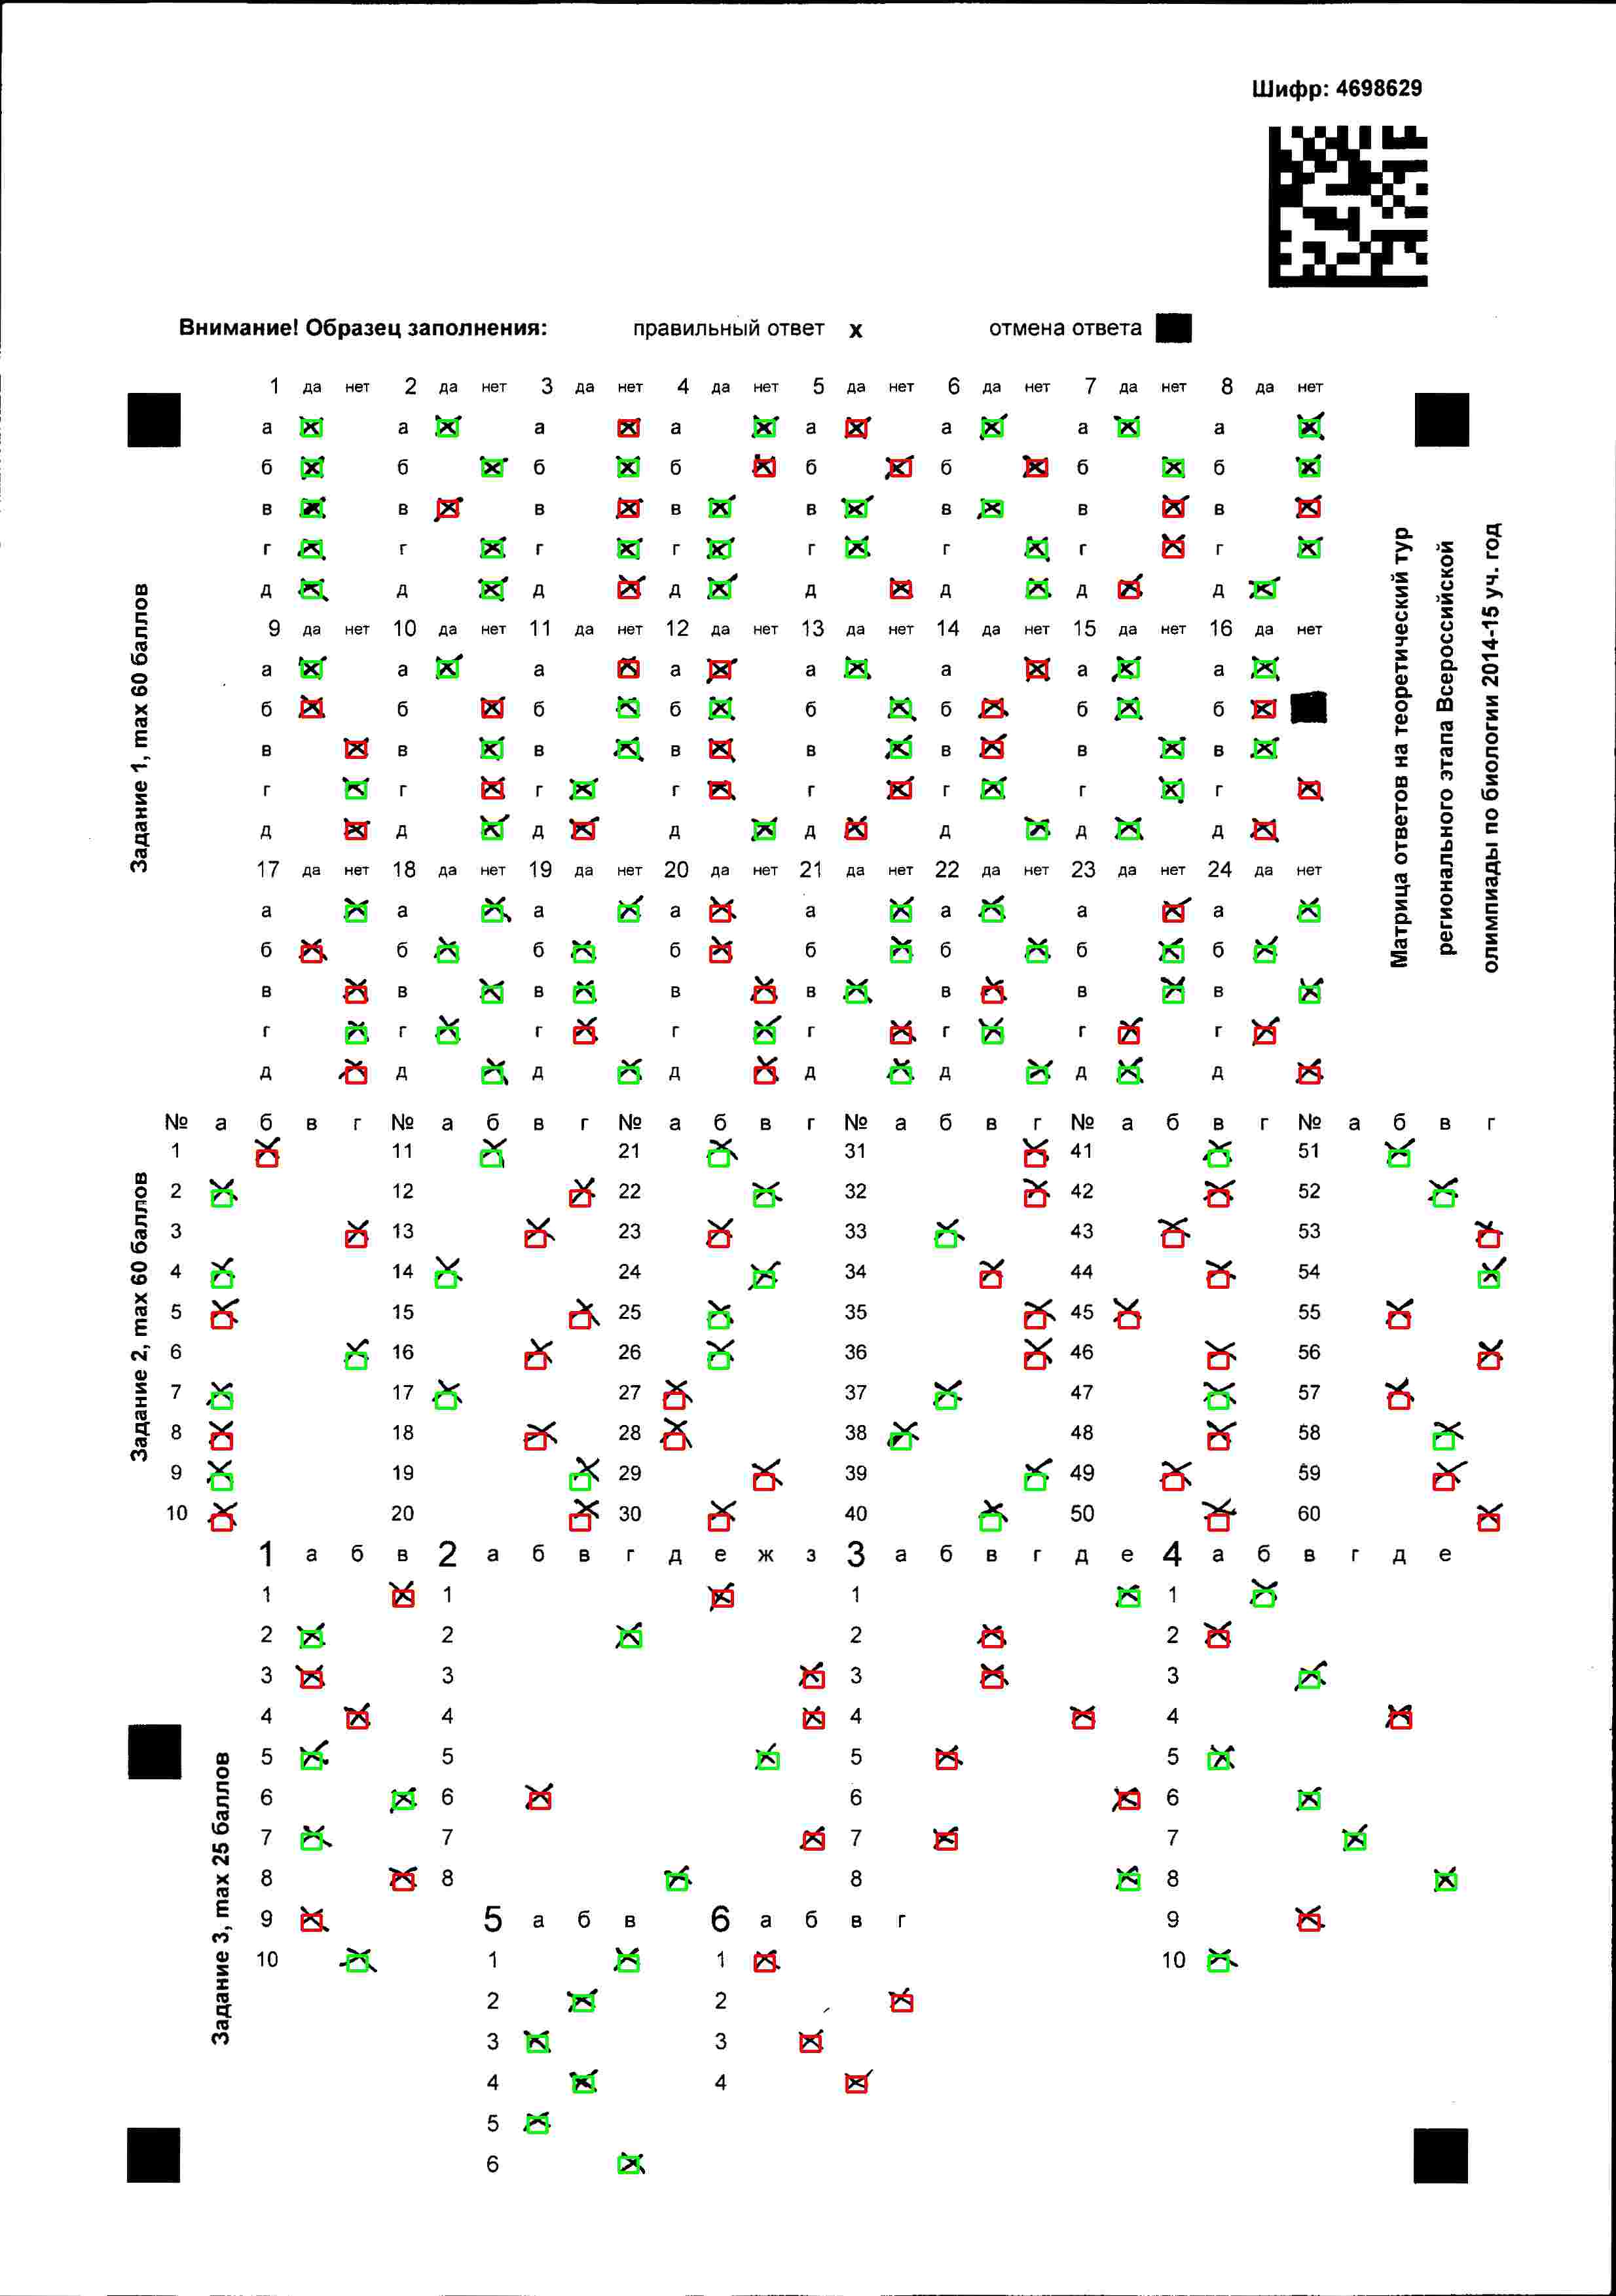 Шифр: 4698629
Внимание! Образец заполнения: правильный ответ х отмена ответа
1 да нет 2 да нет 3 да нет 4 да нет 5 да нет 6 да нет 7 да нет 8 да нет
а а а а а а а а
б б б б б б б б
в в в в в в в в
г г г г г г г г
д д д д д д д д
9 да нет 10 да нет 11 да нет 12 да нет 13 да нет 14 да нет 15 да нет 16 да нет
а а а а а а а а
б б б б б б б б
в в в в в в в в
г г г г г г г г
д д д д д д д д
17 да нет 18 да нет 19 да нет 20 да нет 21 да нет 22 да нет 23 да нет 24 да нет
а а а а а а а а
б б б б б б б б
в в в в в в в в
г г г г г г г г
д д д д д д д д
Задание 1, max 60 баллов
Матрица ответов на теоретический тур
регионального этапа Всероссийской
олимпиады по биологии 2014-15 уч. год
№ а б в г № а б в г № а б в г № а б в г № а б в г № а б в г
1 11 21 31 41 51
2 12 22 32 42 52
3 13 23 33 43 53
4 14 24 34 44 54
5 15 25 35 45 55
6 16 26 36 46 56
7 17 27 37 47 57
8 18 28 38 48 58
9 19 29 39 49 59
10 20 30 40 50 60
Задание 2, max 60 баллов
1 а б в 2 а б в г д е ж з 3 а б в г д е 4 а б в г д е
1 1 1 1
2 2 2 2
3 3 3 3
4 4 4 4
5 5 5 5
6 6 6 6
7 7 7 7
8 8 8 8
9 5 а б в 6 а б в г 9
10 1 1 10
2 2
3 3
4 4
5
6
Задание 3, max 25 баллов